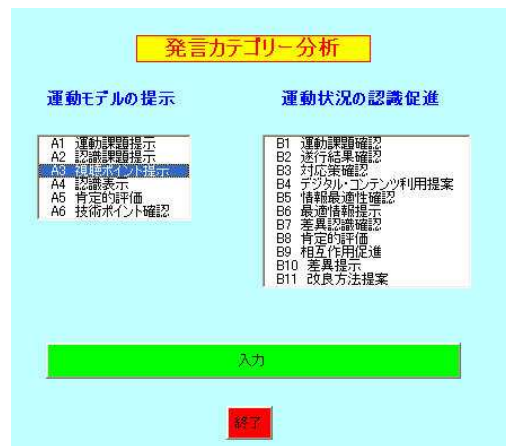 発言カテゴリー分析
運動モデルの提示
運動状況の認識促進
A1 運動課題提示
A2 認識課題提示
A3 視聴ポイント提示
A4 認識表示
A5 肯定的評価
A6 技術ポイント確認
B1 運動課題確認
B2 遂行結果確認
B3 対応策確認
B4 デジタル・コンテンツ利用提案
B5 情報最適性確認
B6 最適情報提示
B7 差異認識確認
B8 肯定的評価
B9 相互作用促進
B10 差異提示
B11 改良方法提案
入力
終了